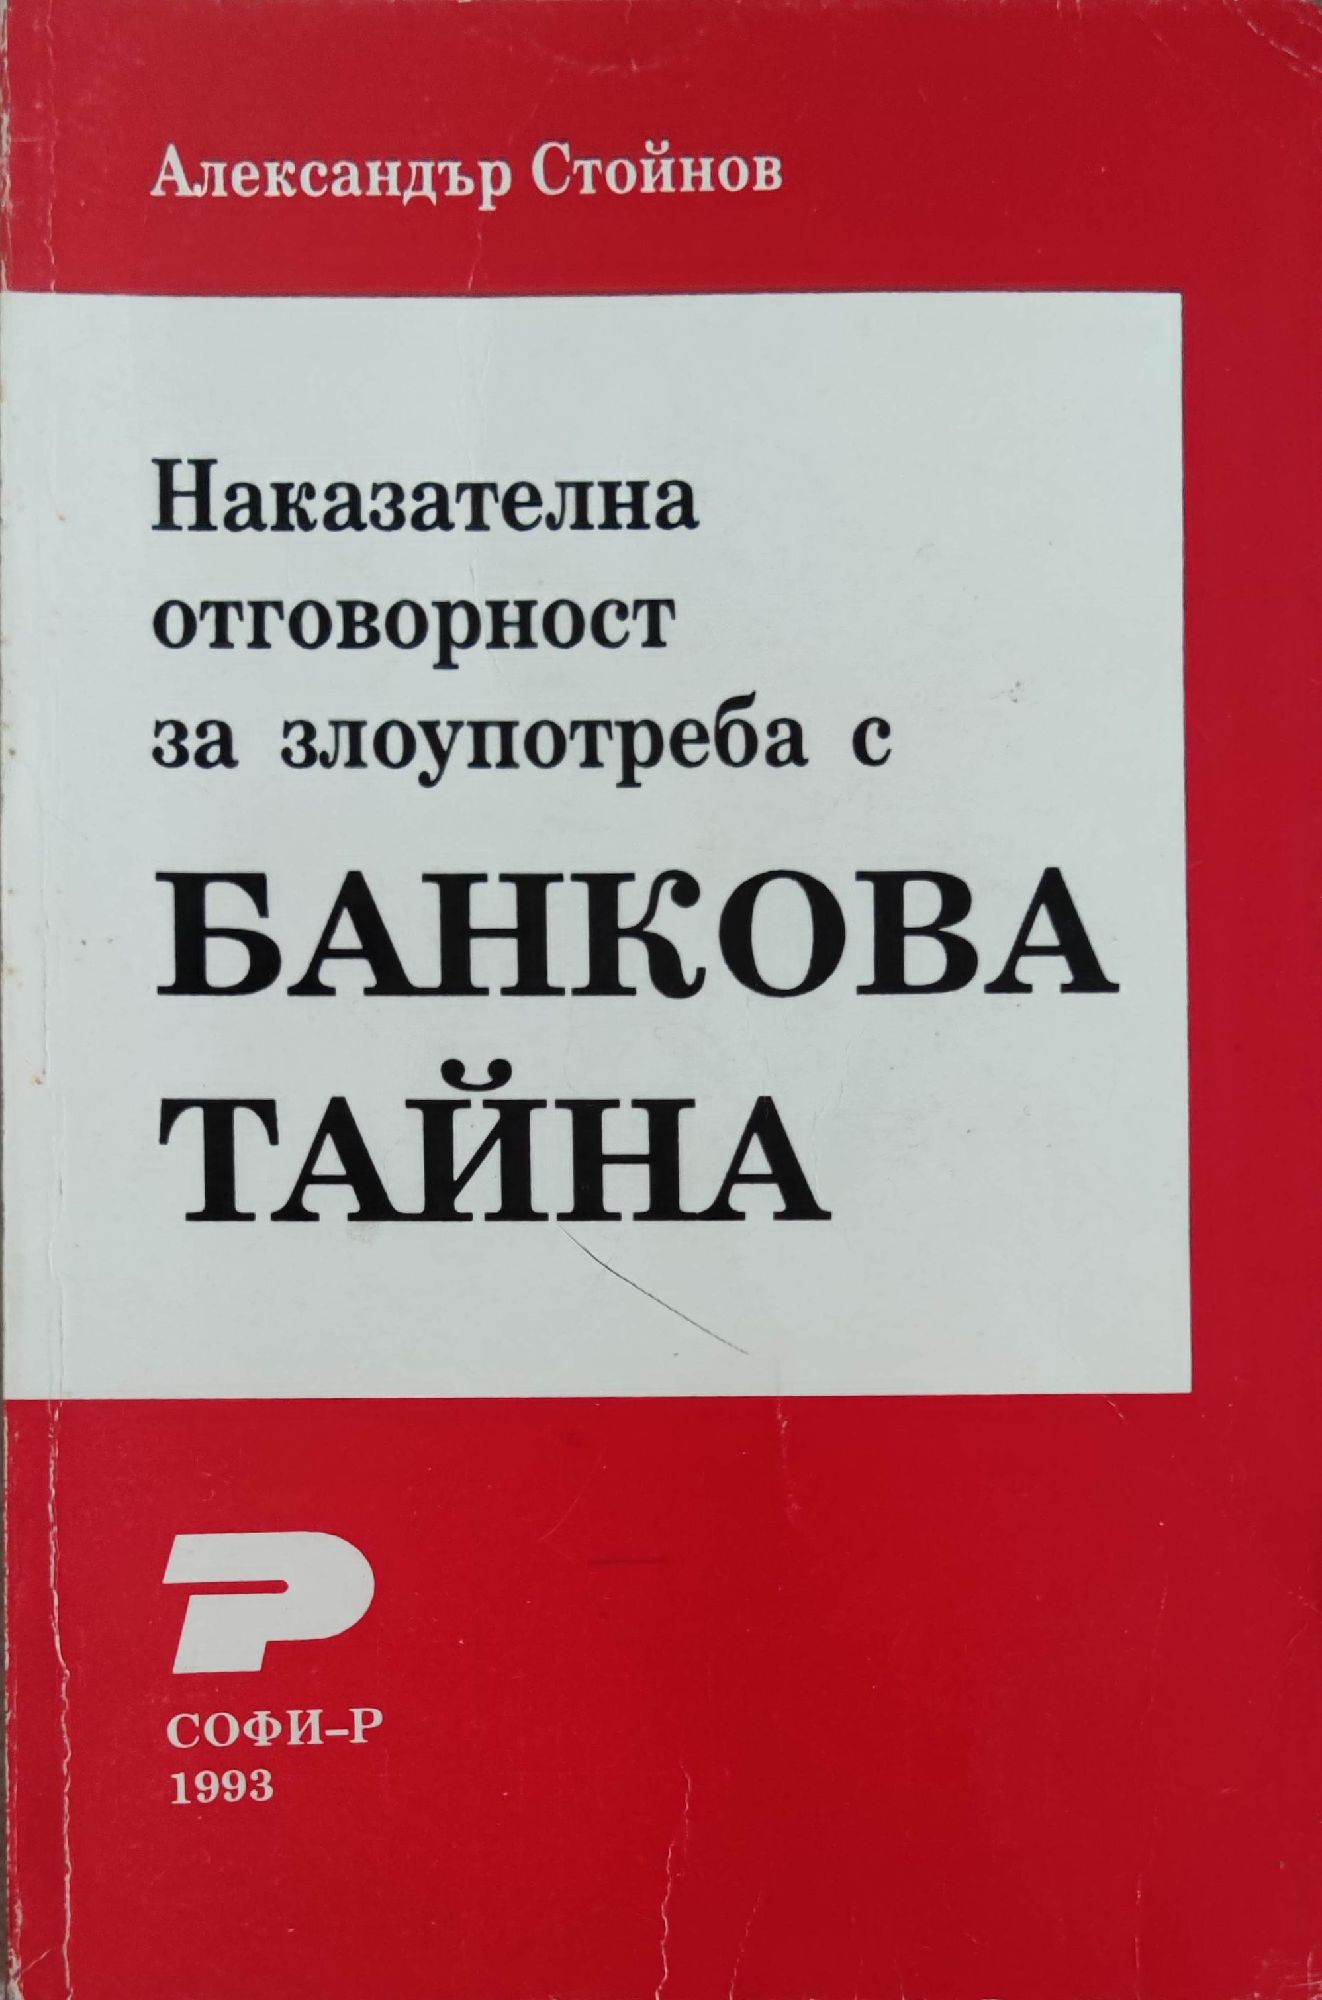 Александър Стойнов
Наказателна
отговорност
за злоупотреба с
БАНКОВА
ТАЙНА
Р
СОФИ-Р
1993